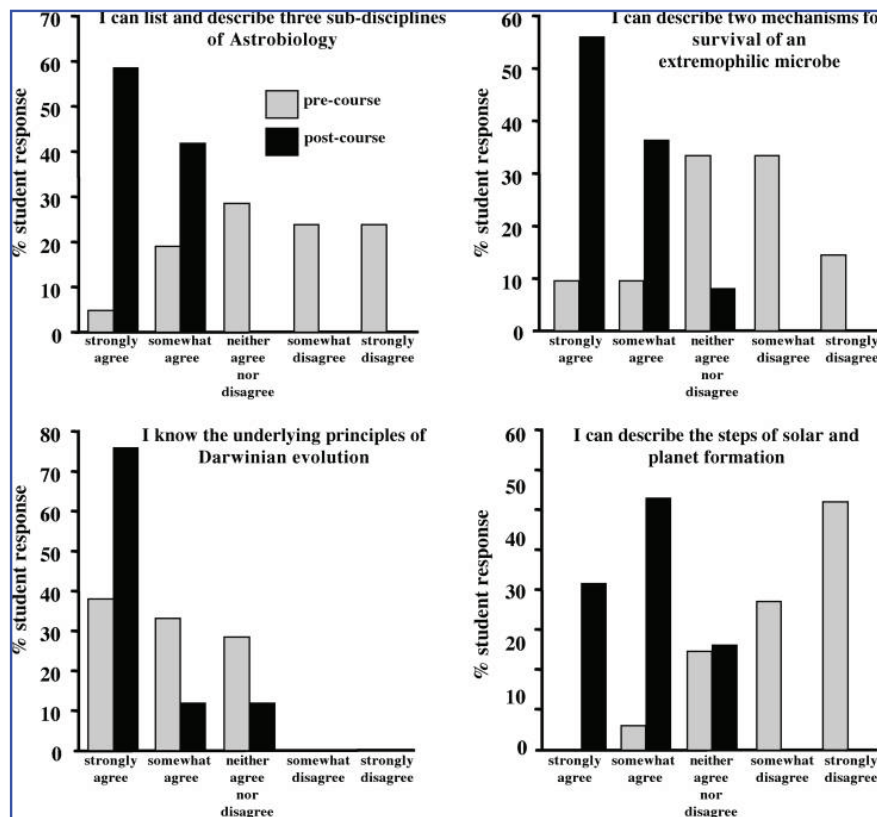 I can list and describe three sub-disciplines
of Astrobiology
70
60
50
40
30
20
10
0
% student response
pre-course
post-course
strongly agree
somewhat agree
neither agree nor disagree
somewhat disagree
strongly disagree
I can describe two mechanisms fo
survival of an
extremophilic microbe
60
50
40
30
20
10
0
% student response
strongly agree
somewhat agree
neither agree nor disagree
somewhat disagree
strongly disagree
I know the underlying principles of
Darwinian evolution
80
70
60
50
40
30
20
10
0
% student response
strongly agree
somewhat agree
neither agree nor disagree
somewhat disagree
strongly disagree
I can describe the steps of solar and
planet formation
60
50
40
30
20
10
0
% student response
strongly agree
somewhat agree
neither agree nor disagree
somewhat disagree
strongly disagree